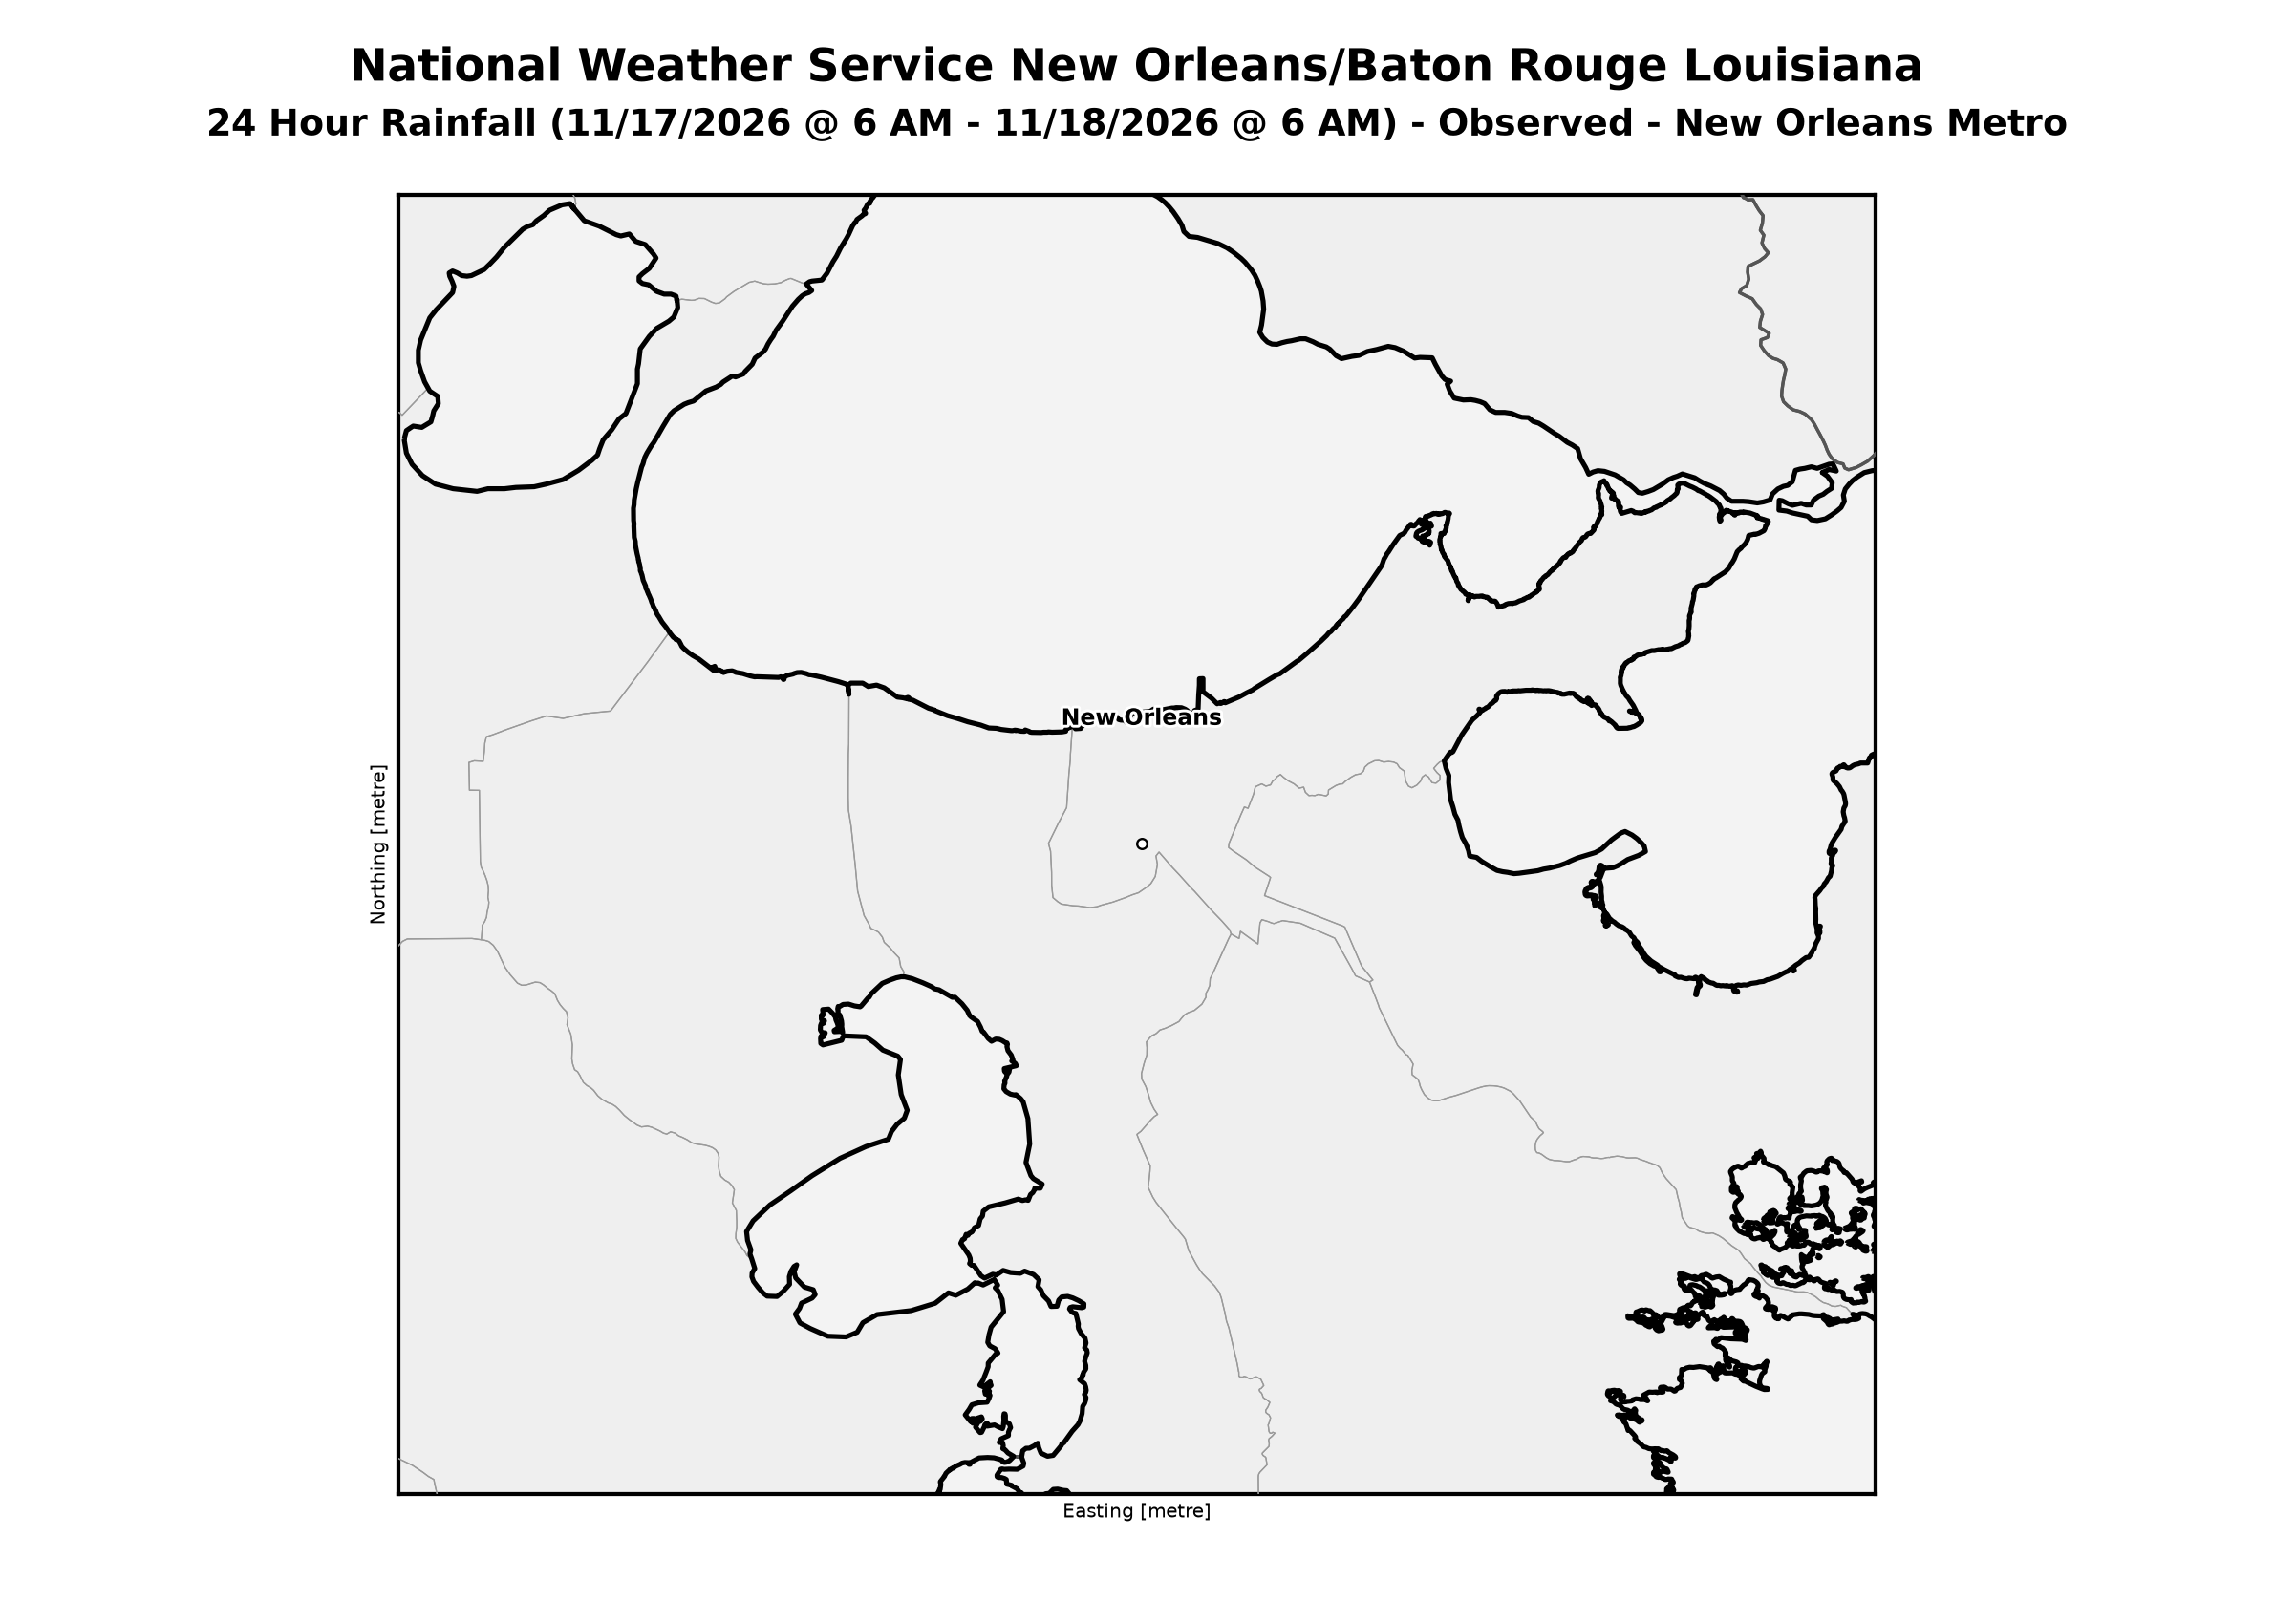 National Weather Service New Orleans/Baton Rouge Louisiana
24 Hour Rainfall (11/17/2026 @ 6 AM - 11/18/2026 @ 6 AM) - Observed - New Orleans Metro
New Orleans
Northing [metre]
Easting [metre]